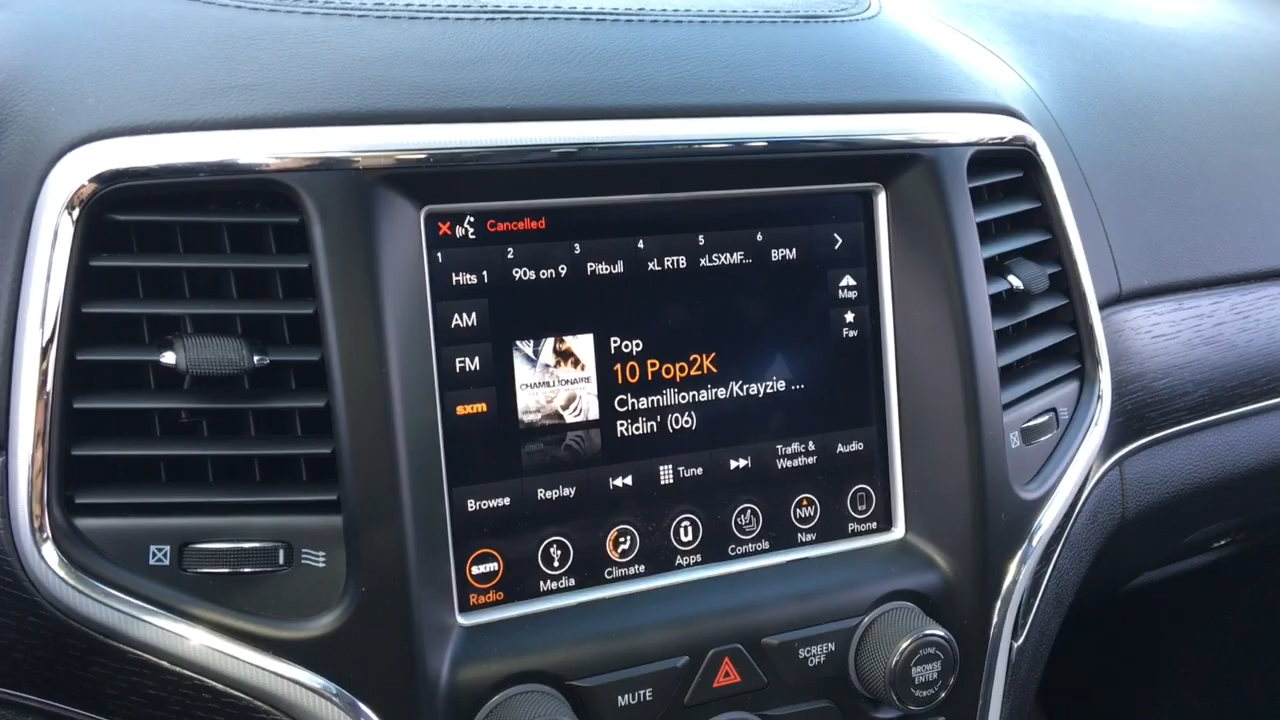 Cancelled
1 2 3 4 5 6
Hits 1 90s on 9 Pitbull xL RTB xLSXMF... BPM
Map
AM
Fav
Pop
FM
10 Pop2K
CHAMILLIONAIRE
Chamillionaire/Krayzie ...
sxm
Ridin' (06)
Browse Replay Tune Traffic & Weather Audio
sxm NW
Radio Media Climate Apps Controls Nav Phone
MUTE
SCREEN OFF
TUNE
BROWSE
ENTER
SCROLL